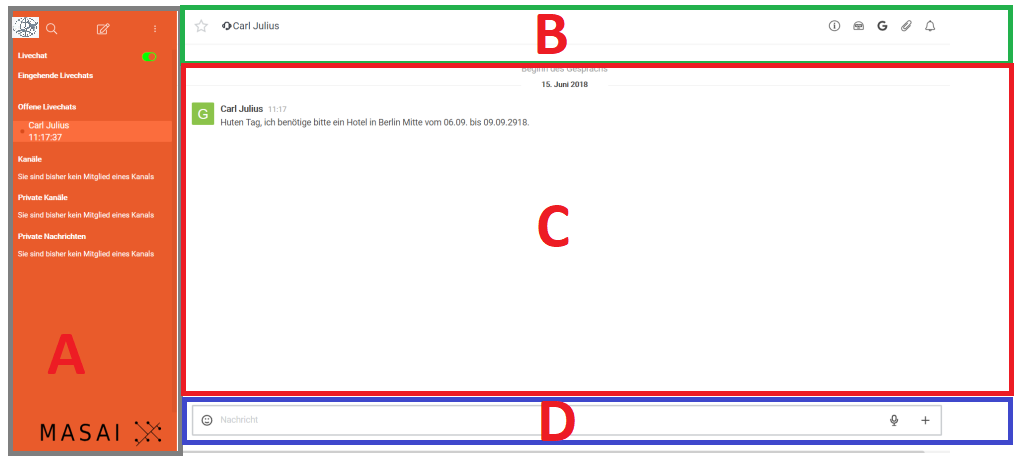 Livechat
Eingehende Livechats
Offene Livechats
Carl Julius
11:17:37
Kanäle
Sie sind bisher kein Mitglied eines Kanals
Private Kanäle
Sie sind bisher kein Mitglied eines Kanals
Private Nachrichten
Sie sind bisher kein Mitglied eines Kanals
A
MASAI
Carl Julius
G
B
Beginn des Gesprächs
15. Juni 2018
G
Carl Julius 11:17
Huten Tag, ich benötige bitte ein Hotel in Berlin Mitte vom 06.09. bis 09.09.2918.
C
Nachricht
D